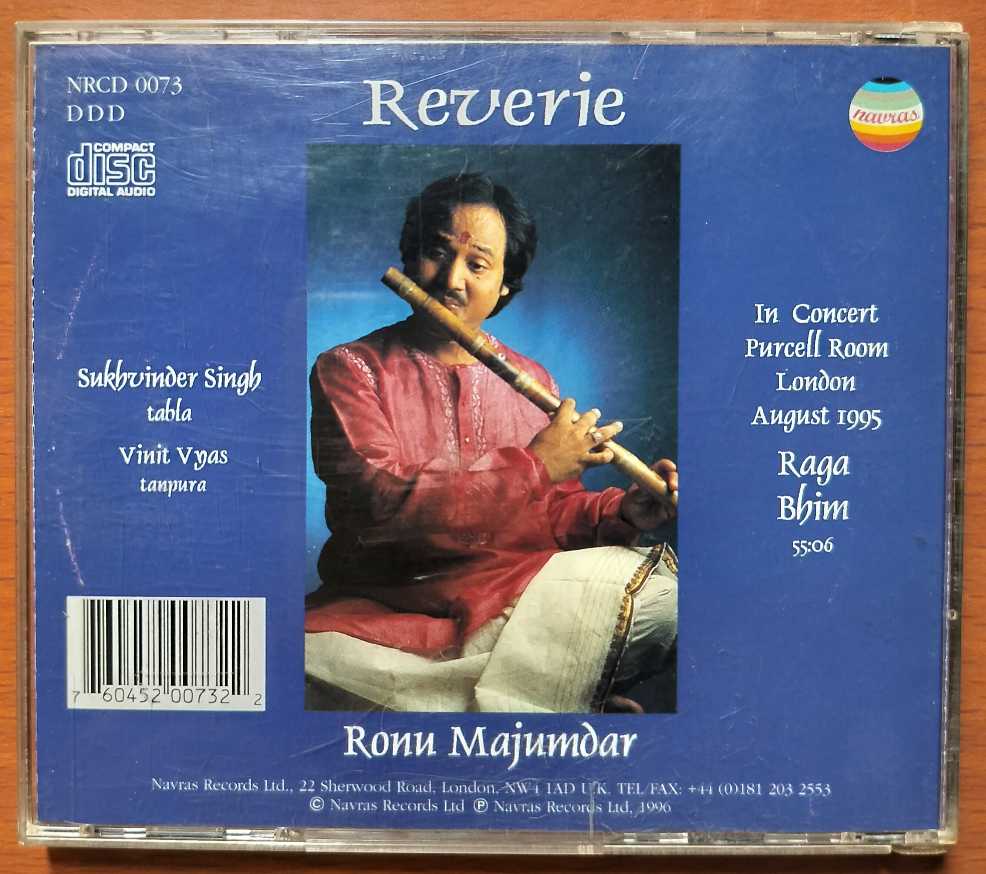 NRCD 0073
DDD
COMPACT
disc
DIGITAL AUDIO
Reverie
navras
Sukhvinder Singh
tabla
Vinit Vyas
tanpura
In Concert
Purcell Room
London
August 1995
Raga
Bhim
55:06
7 60452 00732 2
Ronu Majumdar
Navras Records Ltd., 22 Sherwood Road, London, NW4 1AD U.K. TEL/FAX: +44 (0)181 203 2553
© Navras Records Ltd ℗ Navras Records Ltd, 1996